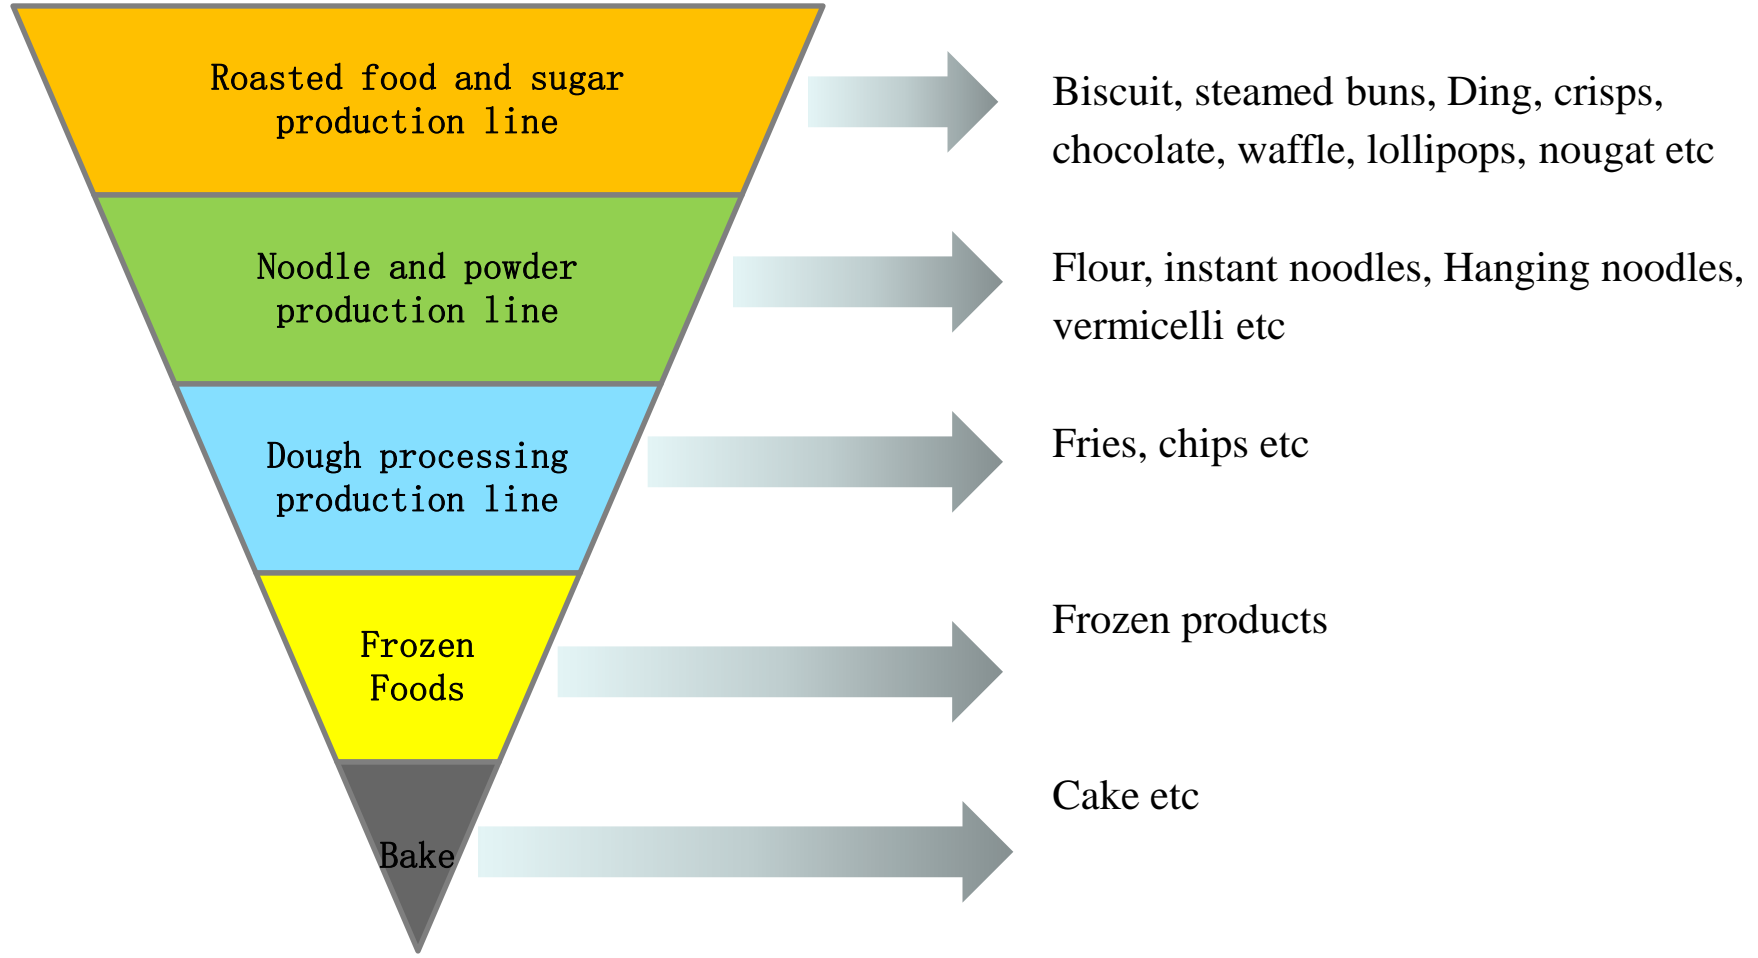 Roasted food and sugar
production line
Biscuit, steamed buns, Ding, crisps,
chocolate, waffle, lollipops, nougat etc
Noodle and powder
production line
Flour, instant noodles, Hanging noodles,
vermicelli etc
Dough processing
production line
Fries, chips etc
Frozen
Foods
Frozen products
Bake
Cake etc